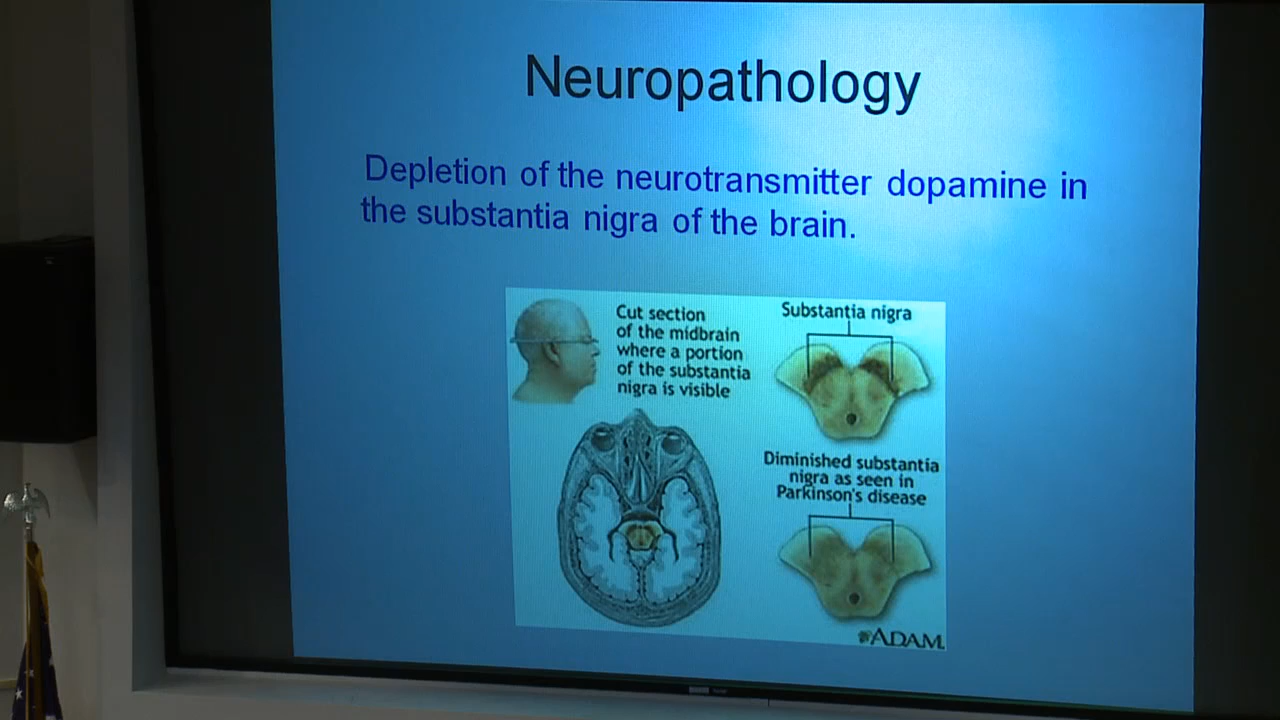 Neuropathology
Depletion of the neurotransmitter dopamine in
the substantia nigra of the brain.
Cut section
of the midbrain
where a portion
of the substantia
nigra is visible
Substantia nigra
Diminished substantia
nigra as seen in
Parkinson's disease
ADAM